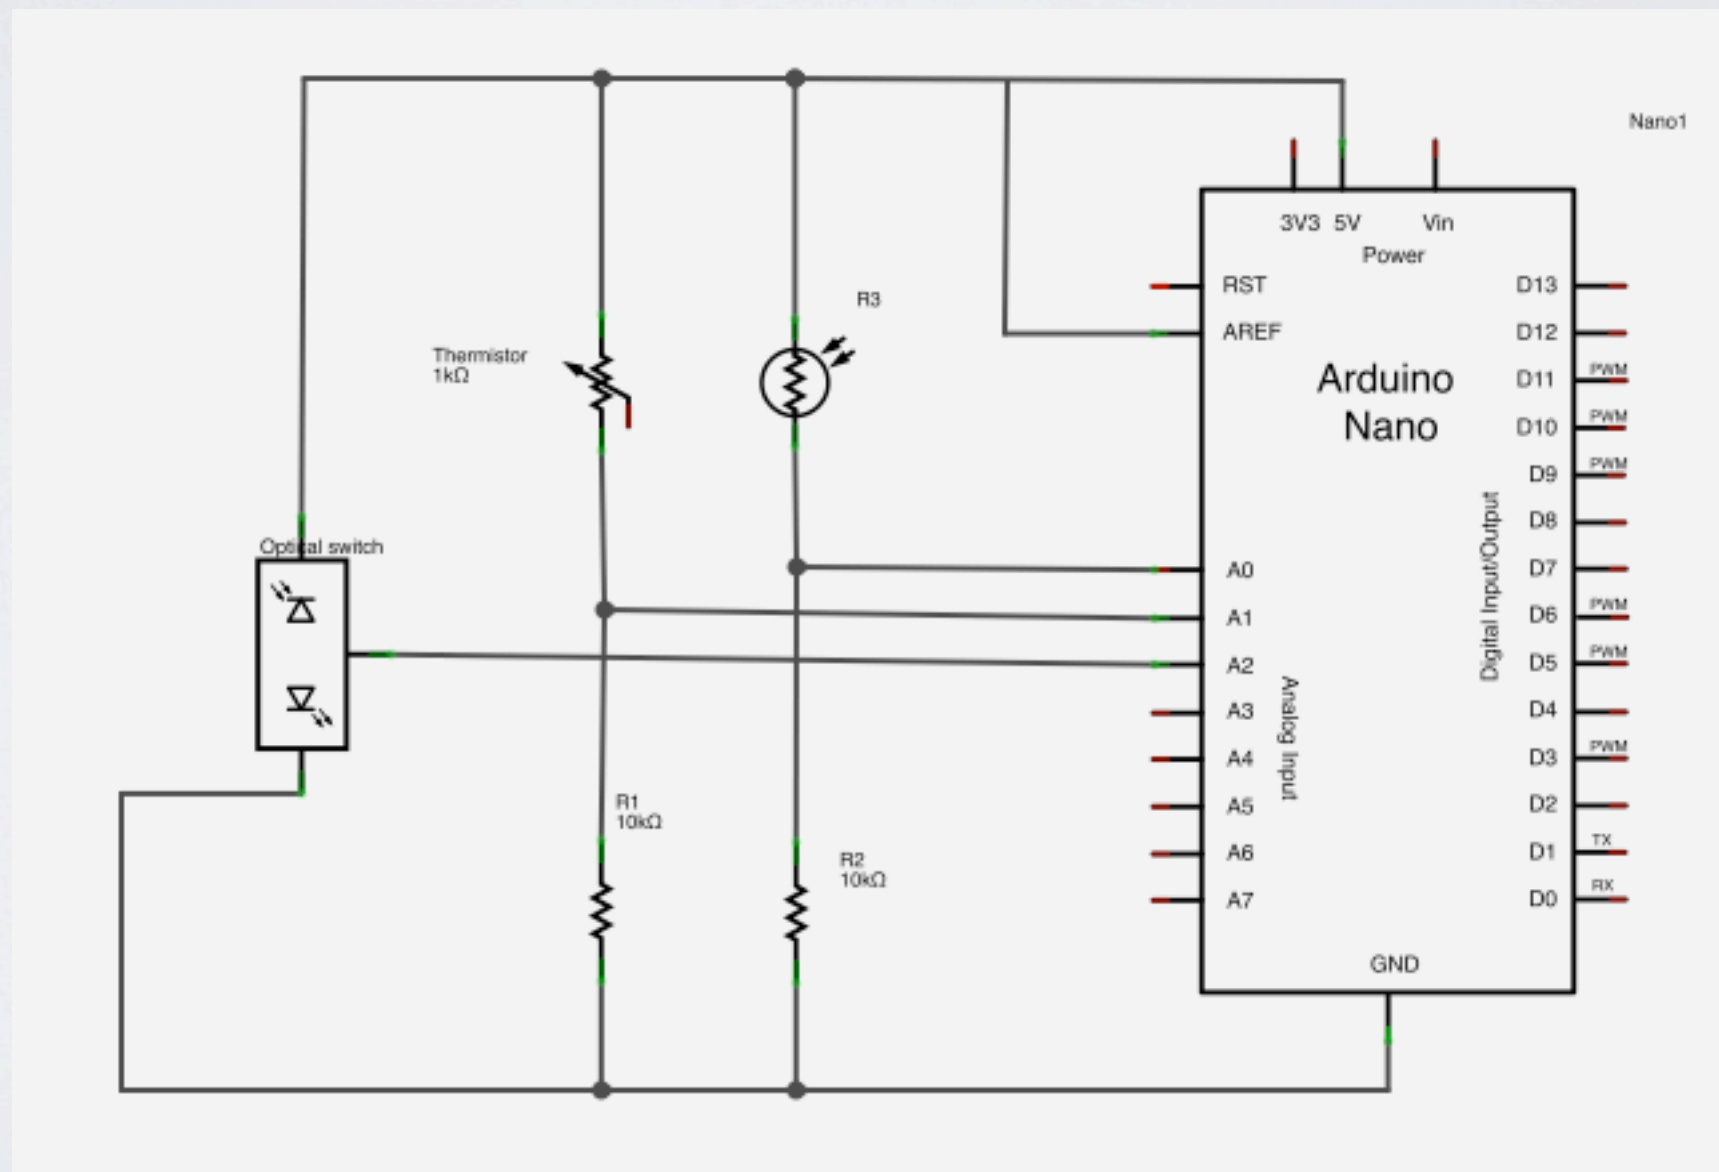 Nano1
3V3 5V Vin
Power
RST
AREF
Arduino
Nano
A0
A1
A2
A3
A4
A5
A6
A7
Analog Input
Digital Input/Output
D13
D12
D11 PWM
D10 PWM
D9 PWM
D8
D7
D6 PWM
D5 PWM
D4
D3 PWM
D2
D1 TX
D0 RX
GND
R3
Thermistor
1kΩ
Optical switch
R1
10kΩ
R2
10kΩ